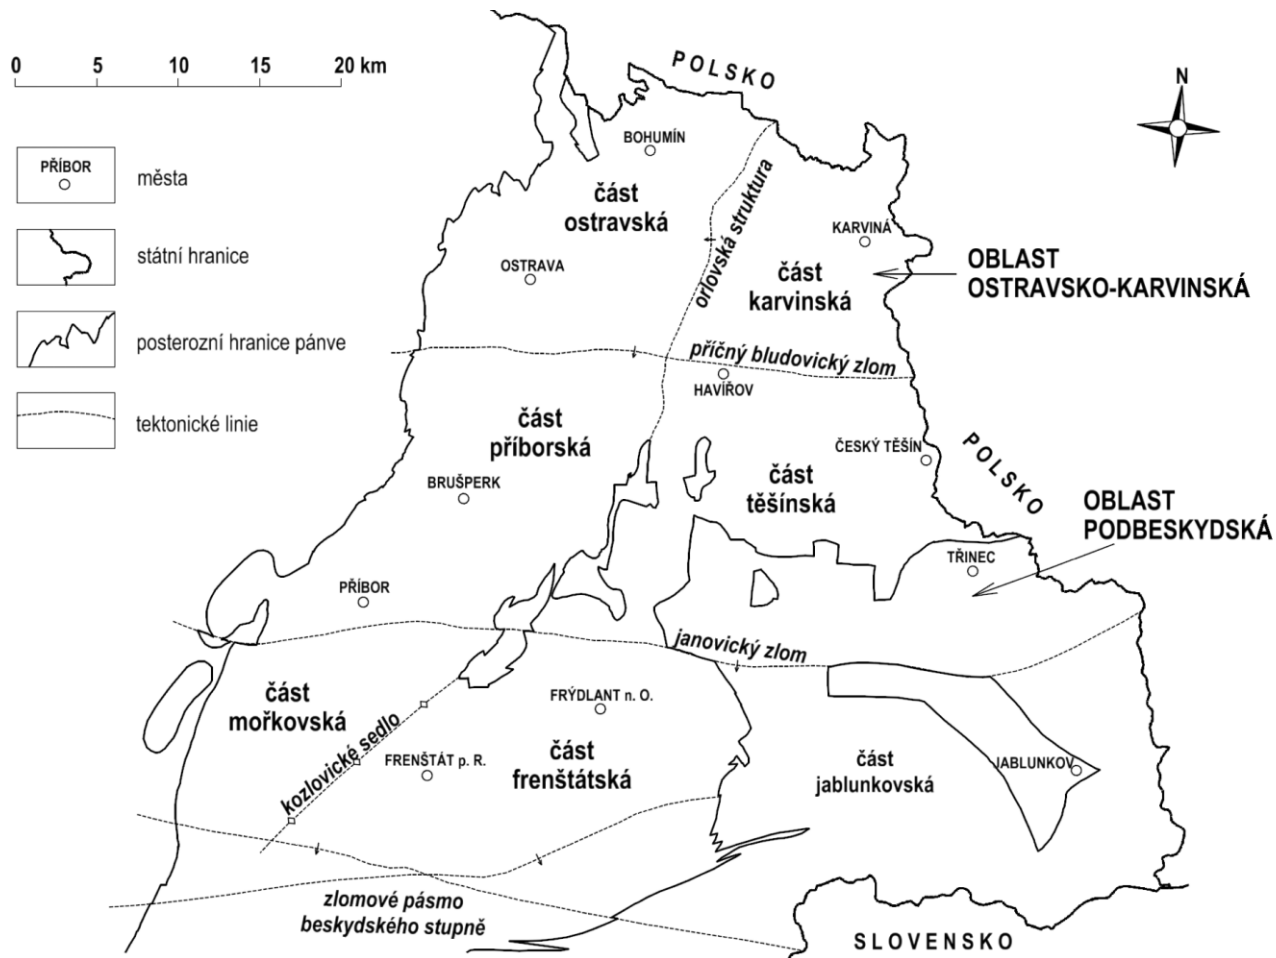 0 5 10 15 20 km
PŘÍBOR
města
státní hranice
posterozní hranice pánve
tektonické linie
POLSKO
N
BOHUMÍN
část
ostravská
OSTRAVA
orlovská struktura
KARVINÁ
část
karvinská
OBLAST
OSTRAVSKO-KARVINSKÁ
příčný bludovický zlom
HAVÍŘOV
část
příborská
BRUŠPERK
ČESKÝ TĚŠÍN
část
těšínská
POLSKO
OBLAST
PODBESKYDSKÁ
TŘINEC
PŘÍBOR
janovický zlom
část
mořkovská
kozlovické sedlo
FRÝDLANT n. O.
FRENŠTÁT p. R.
část
frenštátská
část
jablunkovská
JABLUNKOV
zlomové pásmo
beskydského stupně
SLOVENSKO